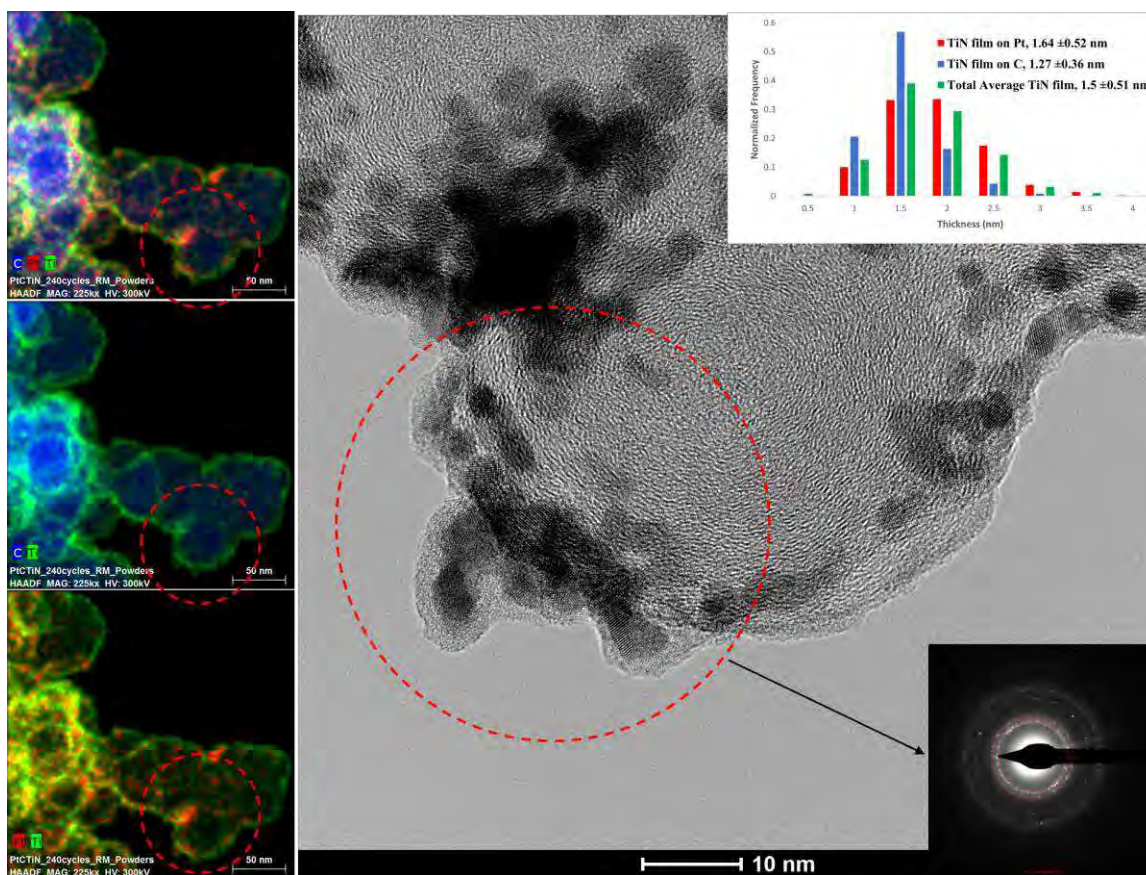 C Pt Ti
50 nm
PtCTiN_240cycles_RM_Powders
HAADF MAG: 225kx HV: 300kV
C Ti
50 nm
PtCTiN_240cycles_RM_Powders
HAADF MAG: 225kx HV: 300kV
Pt Ti
50 nm
PtCTiN_240cycles_RM_Powders
HAADF MAG: 225kx HV: 300kV
0.6
0.5
0.4
0.3
0.2
0.1
0
Normalized Frequency
TiN film on Pt, 1.64 ±0.52 nm
TiN film on C, 1.27 ±0.36 nm
Total Average TiN film, 1.5 ±0.51 nm
0.5 1 1.5 2 2.5 3 3.5 4
Thickness (nm)
10 nm